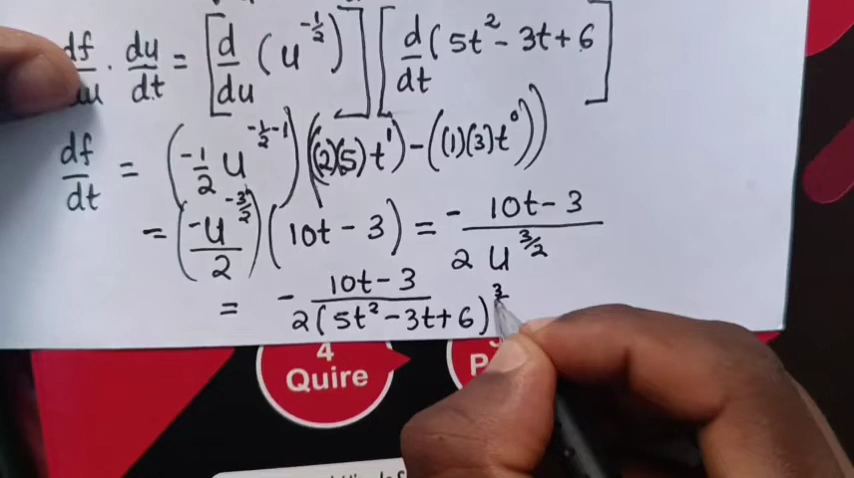 df/du · du/dt = [d/du (u^(-1/2))] [d/dt (5t² - 3t + 6]
df/dt = (-1/2 u^(-1/2 - 1)) ((2)(5)t¹) - ((1)(3)t⁰))
= (-u^(-3/2)/2) (10t - 3) = - 10t - 3 / 2 u^(3/2)
= - 10t - 3 / 2(5t² - 3t + 6)^3
4
Quire